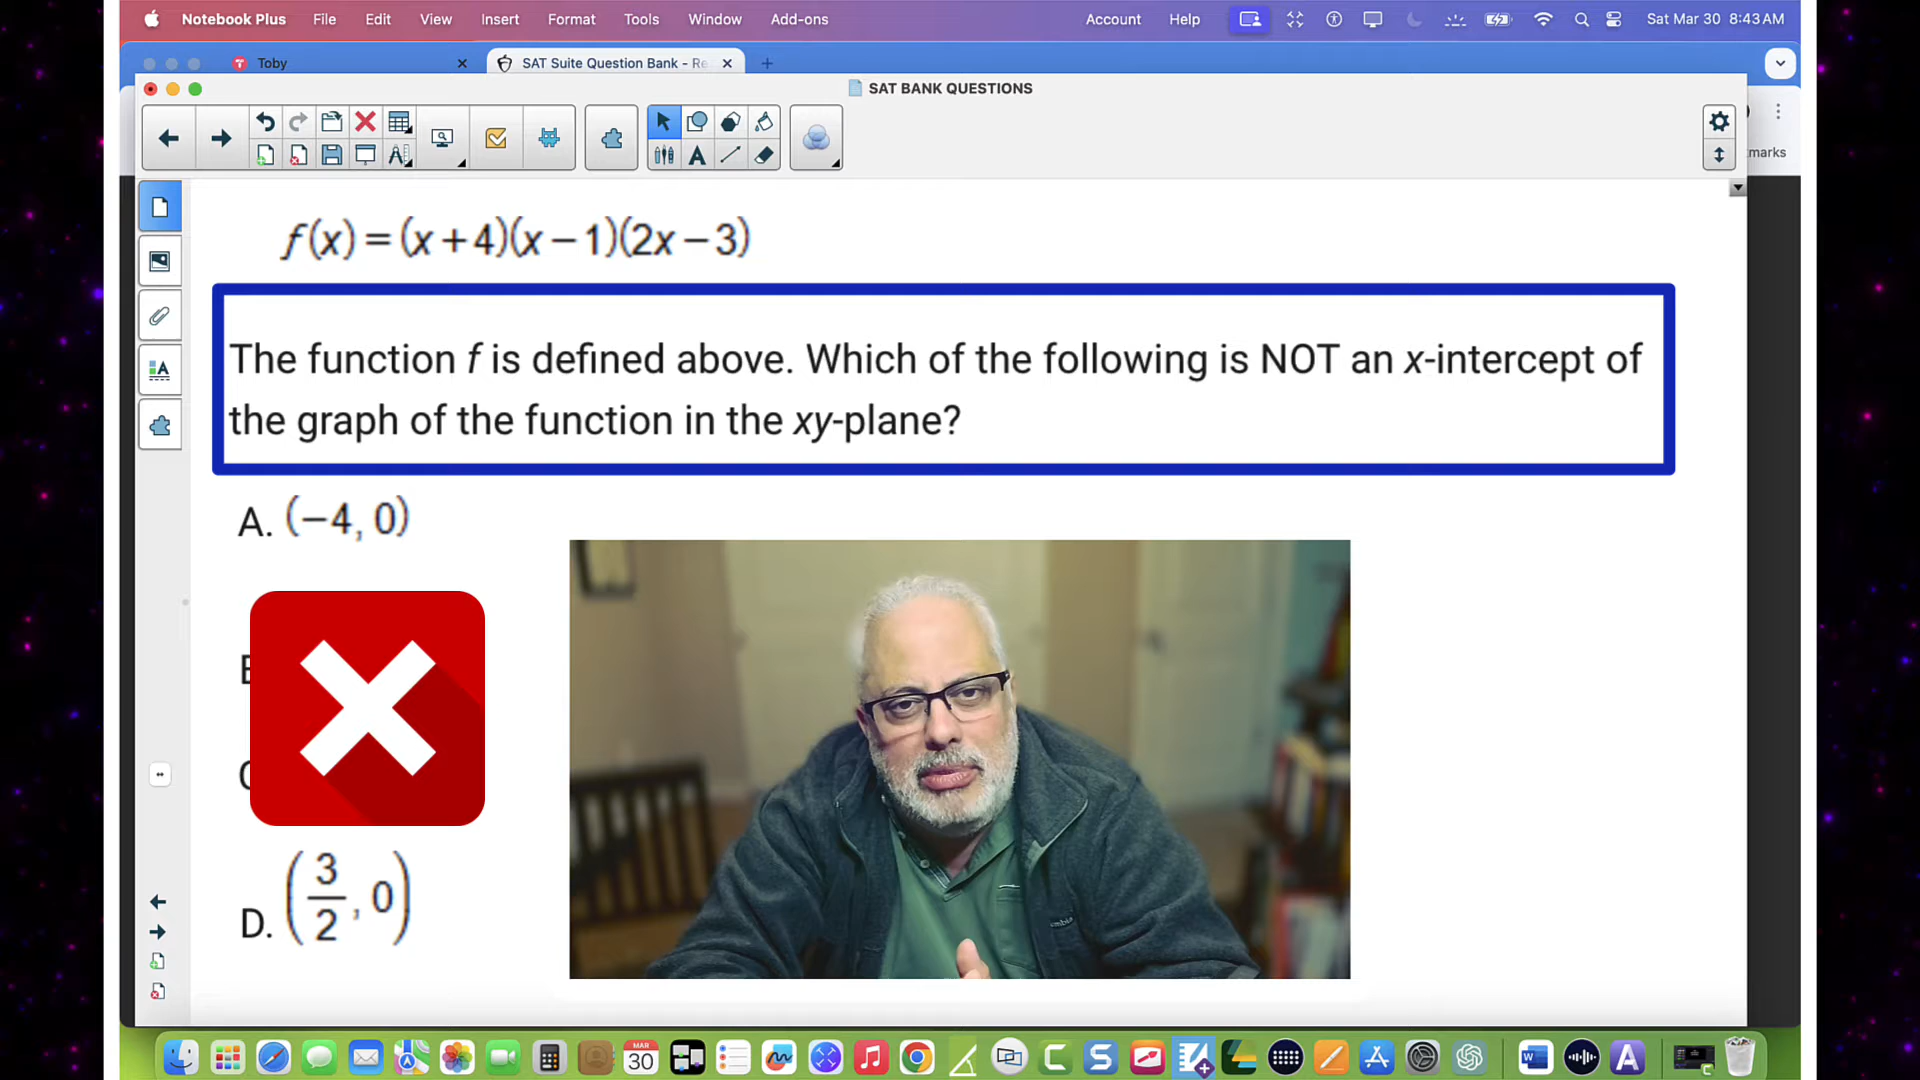 Notebook Plus File Edit View Insert Format Tools Window Add-ons Account Help Sat Mar 30 8:43 AM
Toby SAT Suite Question Bank - Re
SAT BANK QUESTIONS
marks
f(x) = (x + 4)(x − 1)(2x − 3)
The function f is defined above. Which of the following is NOT an x-intercept of
the graph of the function in the xy-plane?
A. (−4, 0)
D. (3/2, 0)
MAR
30